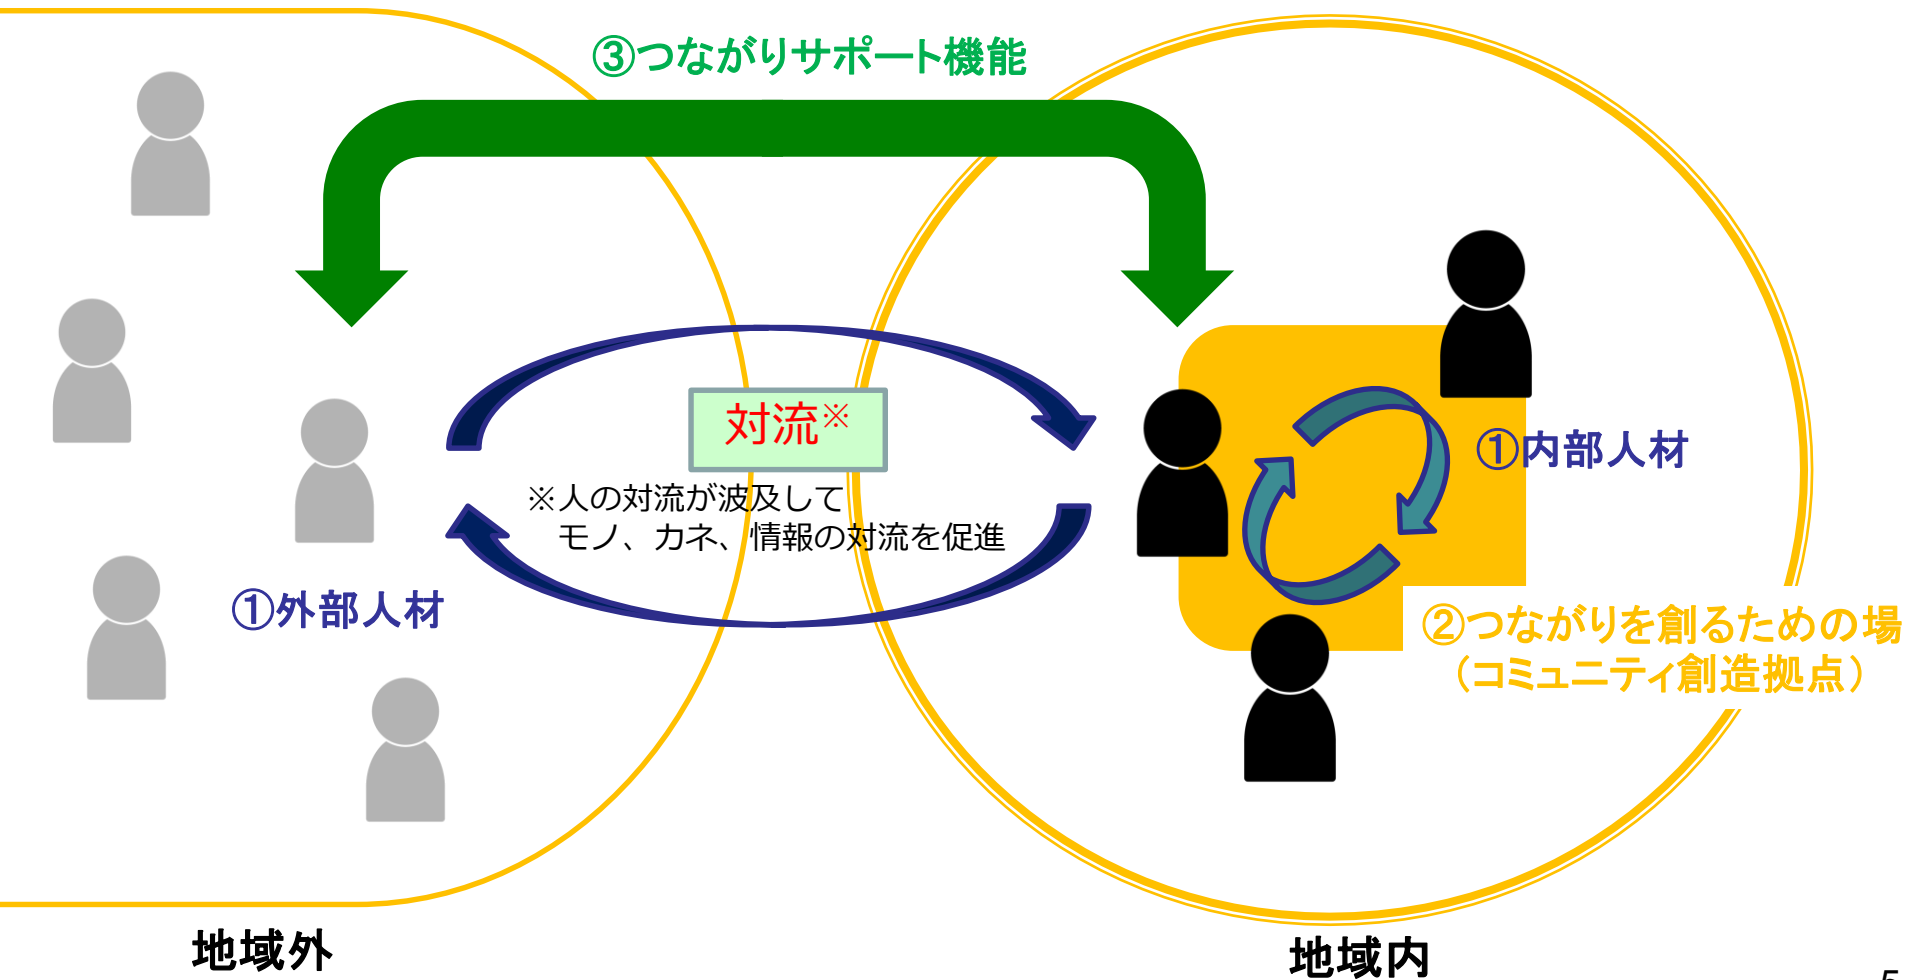 ③つながりサポート機能
対流※
※人の対流が波及して
モノ、カネ、情報の対流を促進
①内部人材
①外部人材
②つながりを創るための場
（コミュニティ創造拠点）
地域外
地域内
5